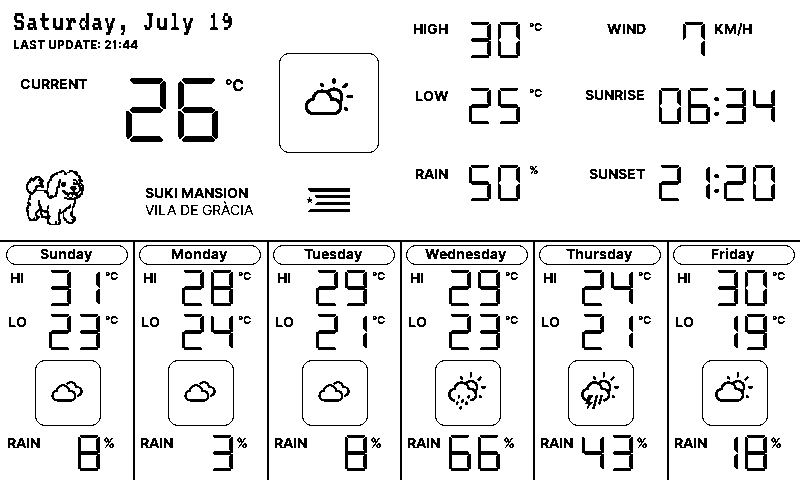 Saturday, July 19
LAST UPDATE: 21:44
CURRENT 26 °C
HIGH 30 °C
LOW 25 °C
RAIN 50 %
WIND 7 KM/H
SUNRISE 06:34
SUNSET 21:20
SUKI MANSION
VILA DE GRÀCIA
Sunday
HI 31 °C
LO 23 °C
RAIN 8 %
Monday
HI 28 °C
LO 24 °C
RAIN 3 %
Tuesday
HI 29 °C
LO 21 °C
RAIN 8 %
Wednesday
HI 29 °C
LO 23 °C
RAIN 66 %
Thursday
HI 24 °C
LO 21 °C
RAIN 43 %
Friday
HI 30 °C
LO 19 °C
RAIN 18 %